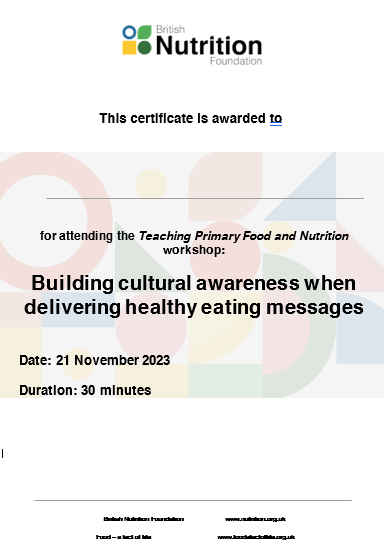 British
Nutrition
Foundation
This certificate is awarded to
for attending the Teaching Primary Food and Nutrition
workshop:
Building cultural awareness when
delivering healthy eating messages
Date: 21 November 2023
Duration: 30 minutes
British Nutrition Foundation www.nutrition.org.uk
Food – a fact of life www.foodafactoflife.org.uk